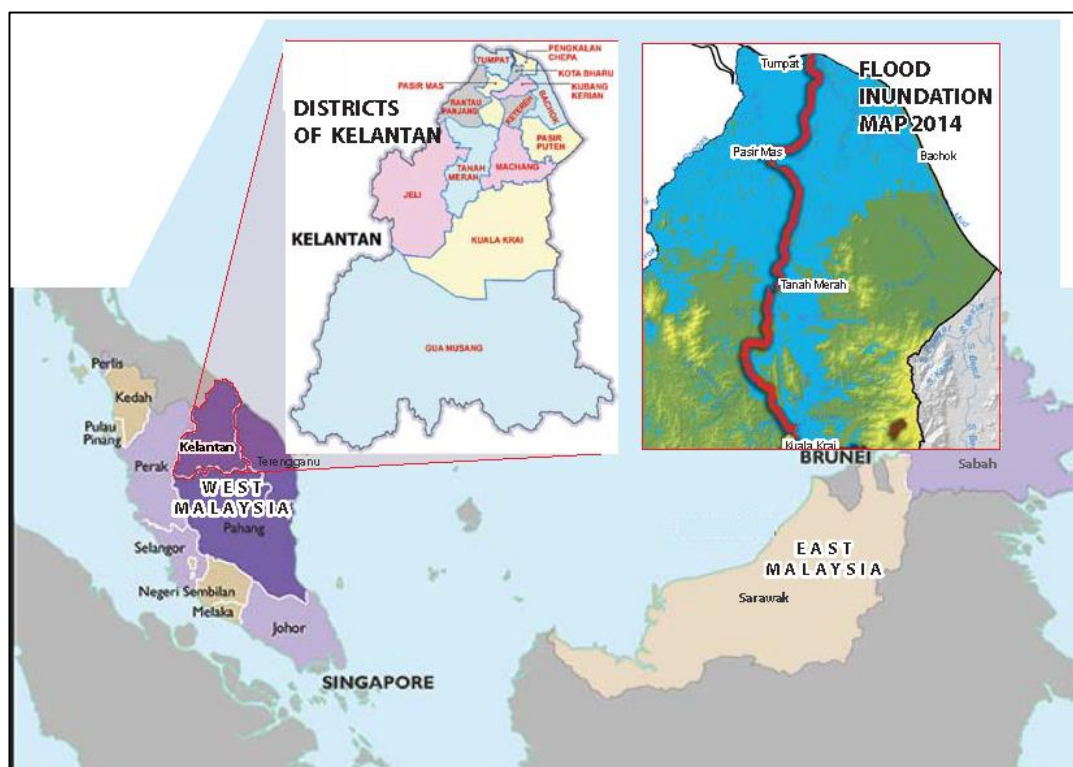 DISTRICTS
OF KELANTAN
PENGKALAN
CHEPA
TUMPAT
KOTA BHARU
PASIR MAS
KUBANG
KERIAN
RANTAU
PANJANG
KETEREH
BACHOK
PASIR
PUTEH
TANAH
MERAH
MACHANG
JELI
KELANTAN
KUALA KRAI
GUA MUSANG
FLOOD
INUNDATION
MAP 2014
Tumpat
Bachok
Pasir Mas
Tanah Merah
Kuala Krai
Perlis
Kedah
Pulau
Pinang
Kelantan
Terengganu
Perak
WEST
MALAYSIA
Pahang
Selangor
Negeri Sembilan
Melaka
Johor
SINGAPORE
BRUNEI
Sabah
EAST
MALAYSIA
Sarawak